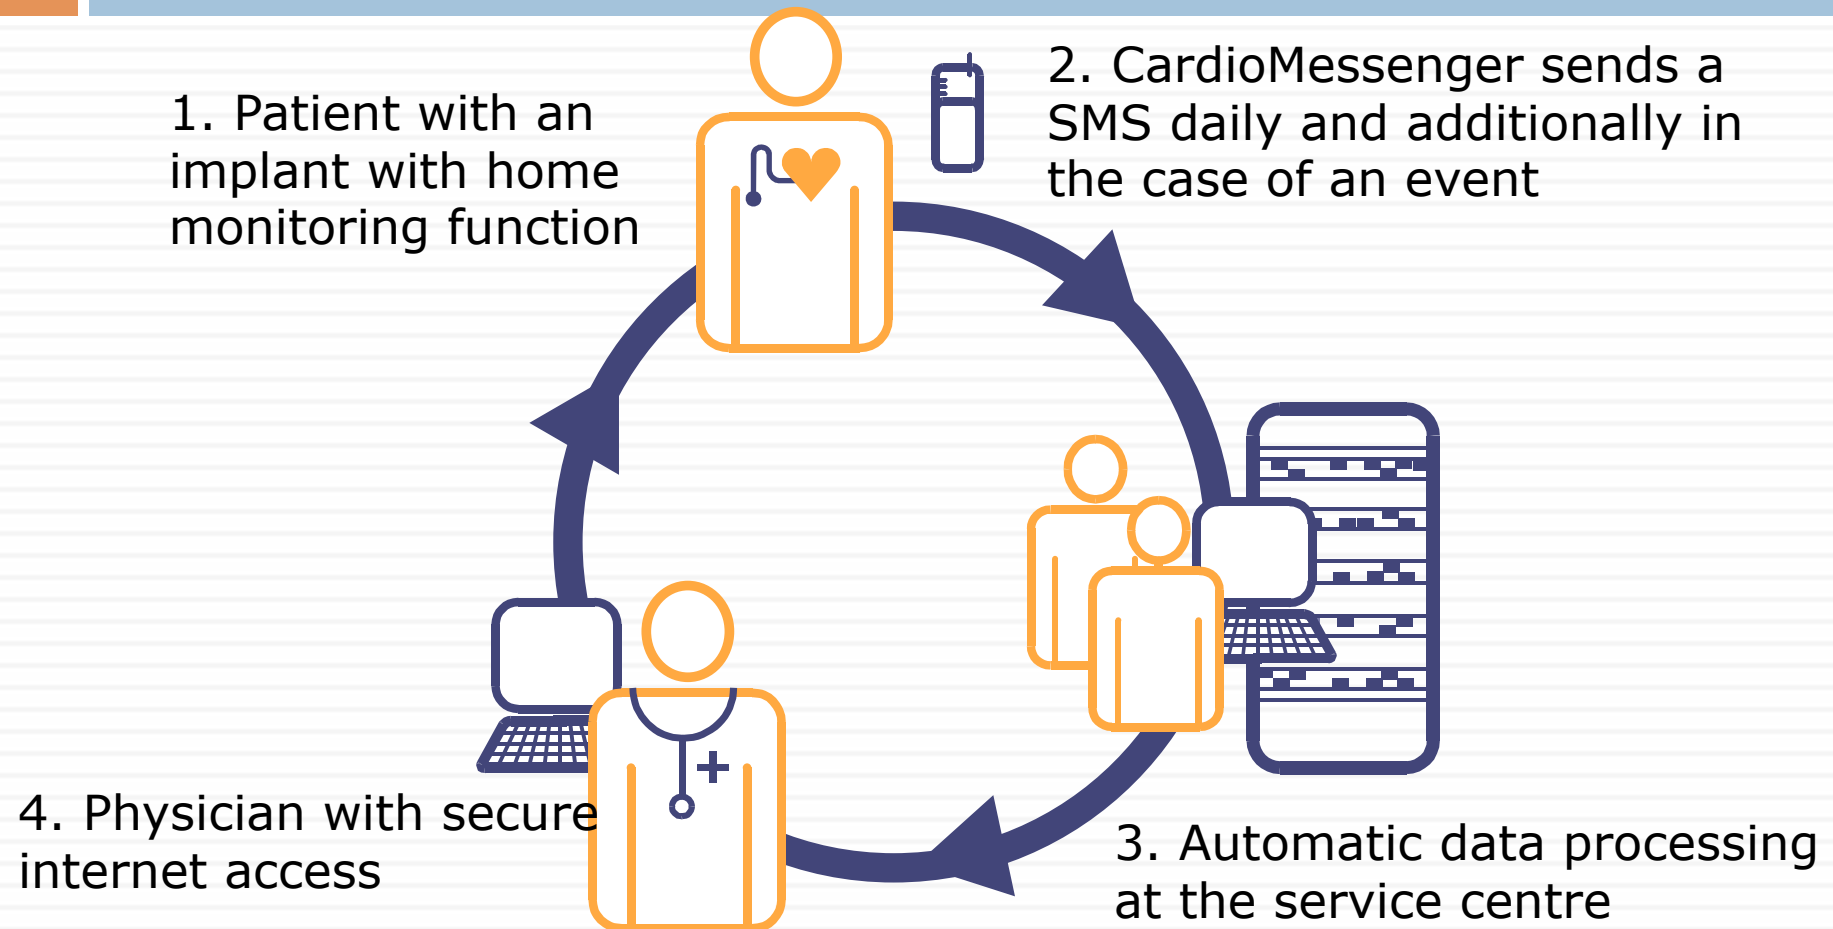 1. Patient with an
implant with home
monitoring function
2. CardioMessenger sends a
SMS daily and additionally in
the case of an event
3. Automatic data processing
at the service centre
4. Physician with secure
internet access